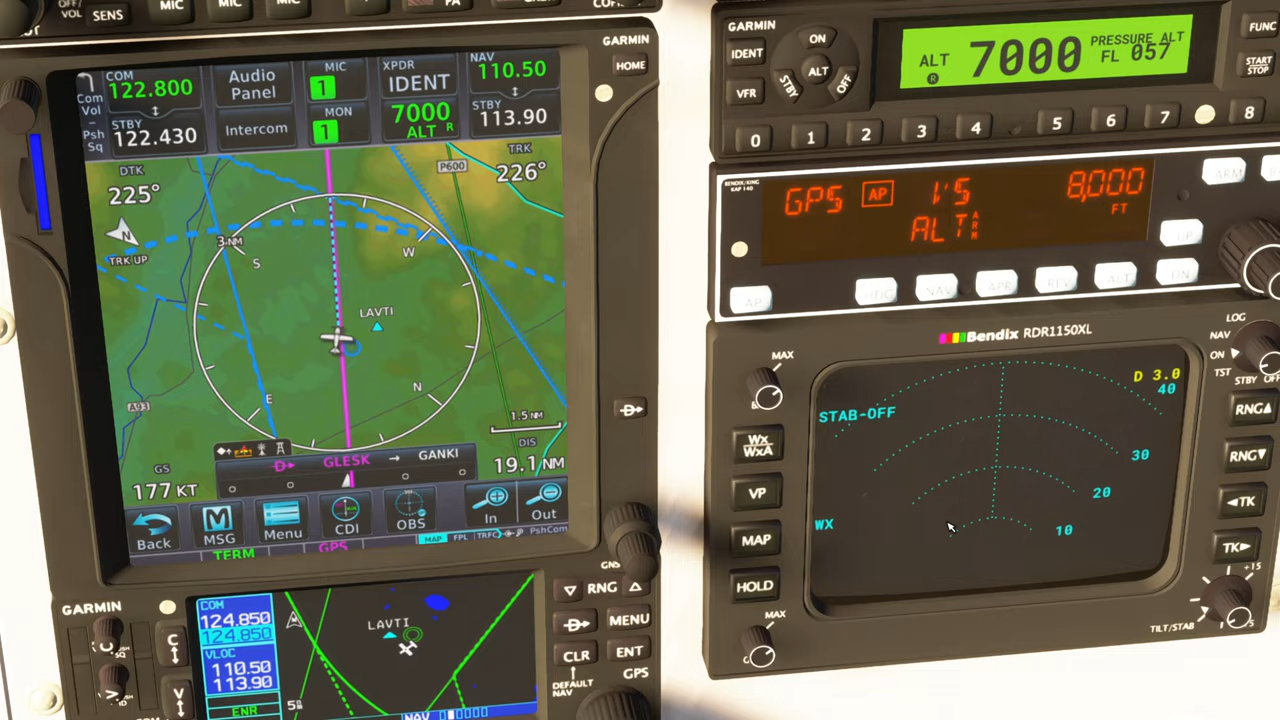 OFF/
VOL
SENS
MIC
MIC
MIC
PA
GARMIN
HOME
COM
122.800
Com
Vol
Psh
Sq
STBY
122.430
Audio
Panel
Intercom
MIC
1
MON
1
XPDR
IDENT
7000
ALT R
NAV
110.50
STBY
113.90
DTK
225°
TRK
226°
P600
N
TRK UP
3 NM
S
W
LAVTI
N
E
A93
1.5 NM
GS
177 KT
DIS
19.1 NM
D
GLESK → GANKI
Back
MSG
Menu
CDI
OBS
In
Out
MAP
FPL
TRFC
PshCom
TERM
GPS
GARMIN
COM
124.850
124.850
VLOC
110.50
113.90
ENR
LAVTI
NAV
RNG
D
MENU
CLR
ENT
DEFAULT
NAV
GPS
C
V
GARMIN
IDENT
VFR
ON
ALT
STBY
OFF
ALT
R
7000
PRESSURE ALT
FL 057
FUNC
START
STOP
0 1 2 3 4 5 6 7 8
BENDIX/KING
KAP 140
GPS
AP
ALT
ARM
8,000
FT
ARM
UP
AP
HDG
NAV
APR
REV
ALT
DN
Bendix RDR1150XL
MAX
STAB-OFF
D 3.0
40
30
20
10
WX
Wx
WxA
VP
MAP
HOLD
MAX
LOG
NAV
ON
TST
STBY
OFF
RNG▲
RNG▼
◄TK
TK►
+15
TILT/STAB